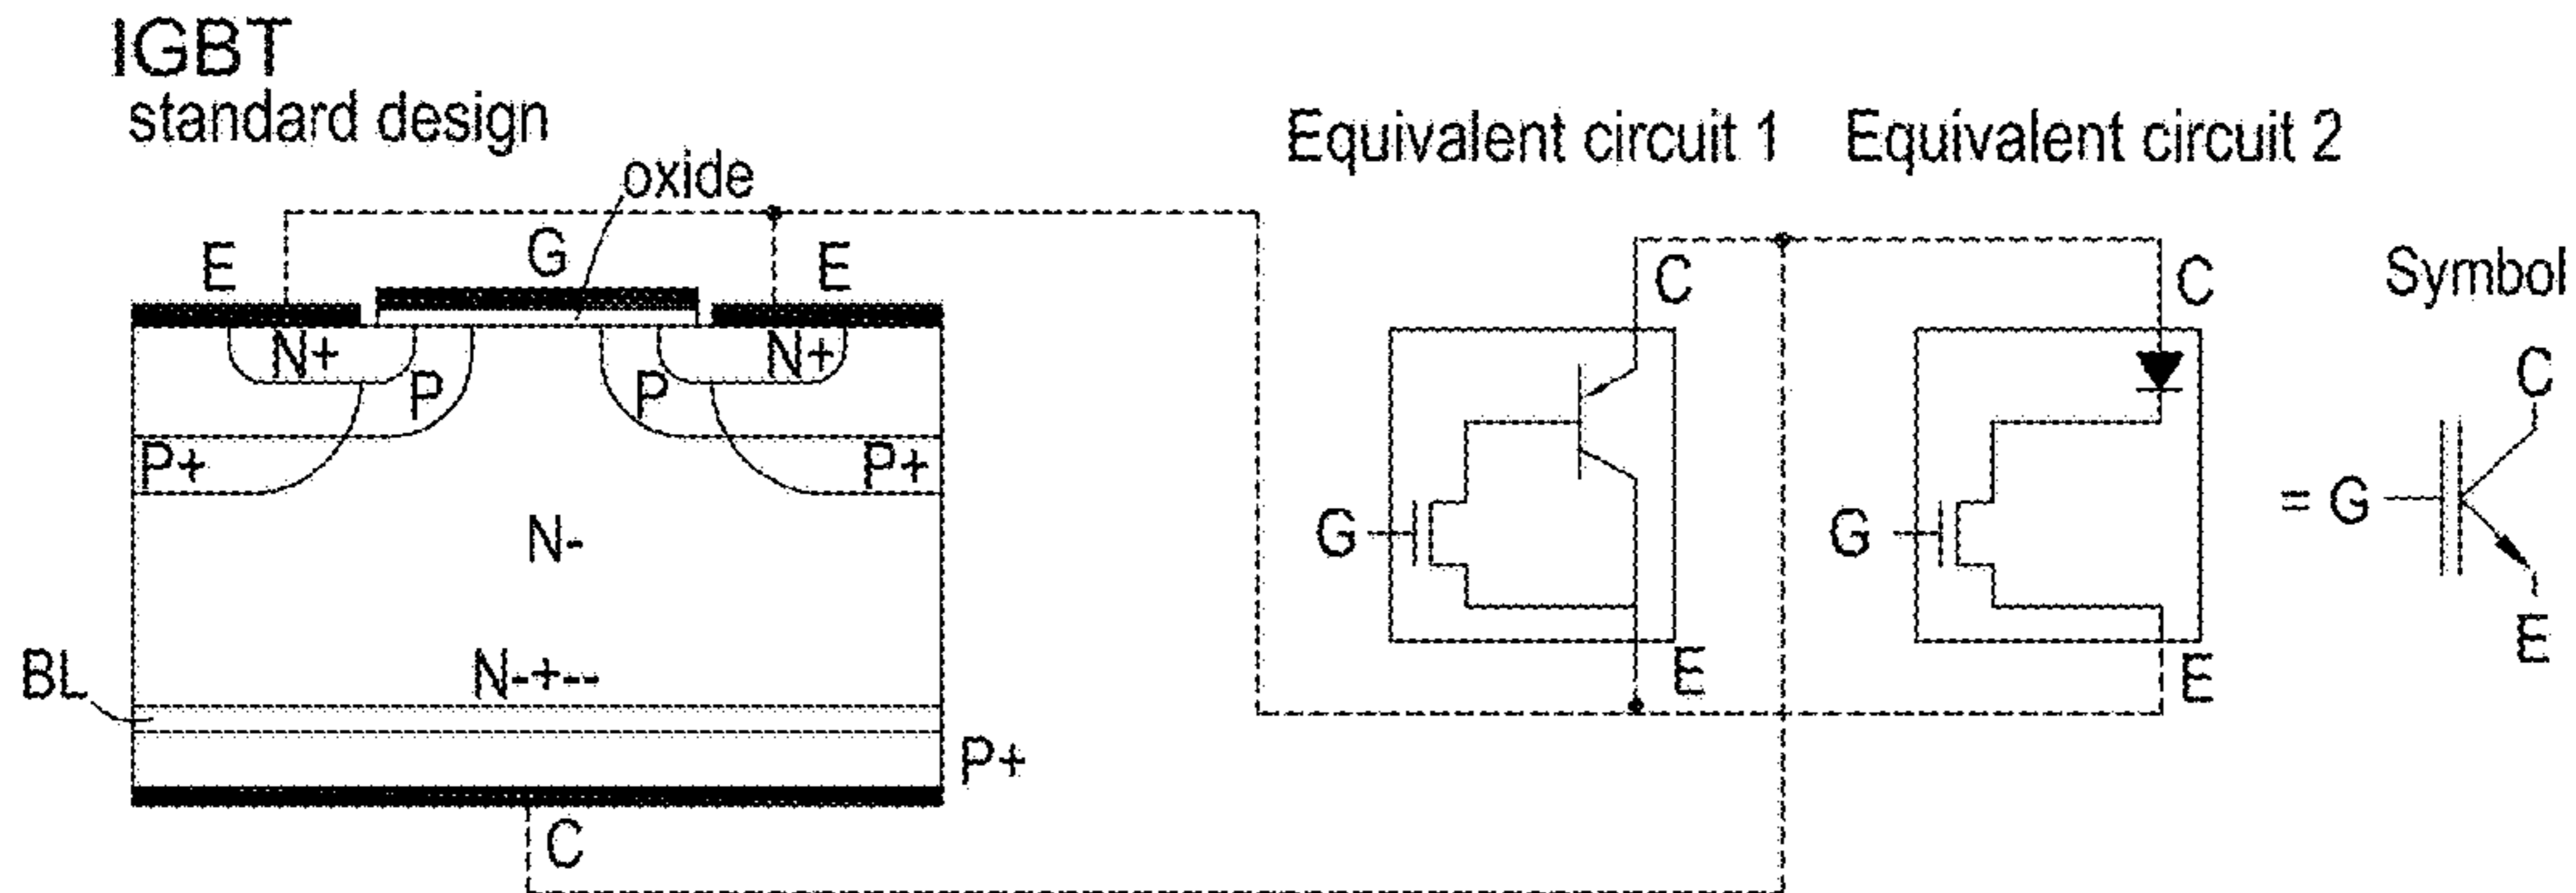 IGBT
standard design
Equivalent circuit 1 Equivalent circuit 2
oxide
E G E
C C Symbol
N+ N+
P P
C
P+ P+
G G = G
N-
E
N-+--
BL E E
P+
C